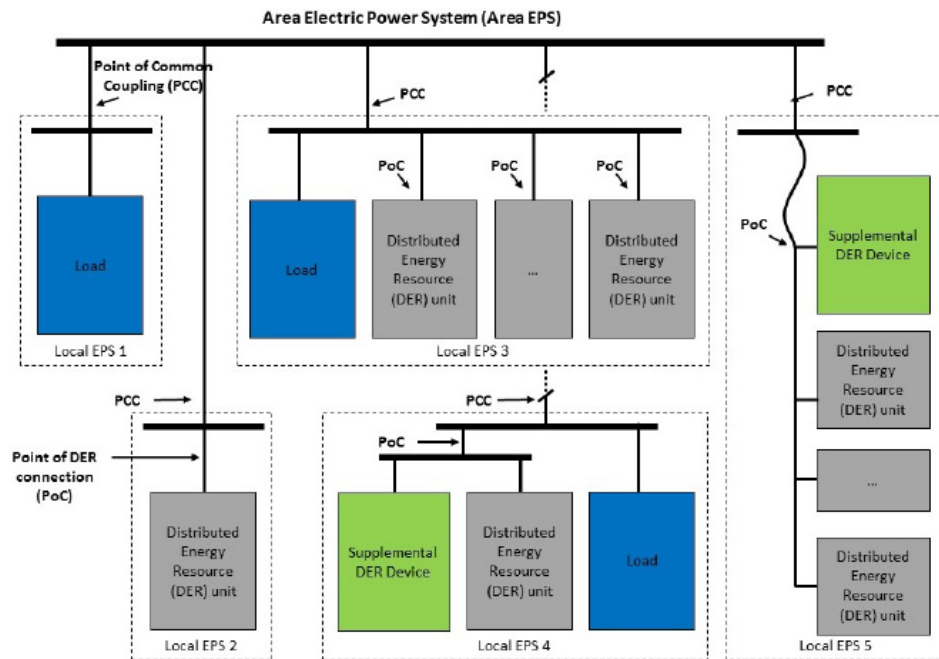 Area Electric Power System (Area EPS)
Point of Common
Coupling (PCC)
Load
Local EPS 1
PCC
PoC
PoC
PoC
Load
Distributed
Energy
Resource
(DER) unit
...
Distributed
Energy
Resource
(DER) unit
Local EPS 3
PCC
PoC
Supplemental
DER Device
Distributed
Energy
Resource
(DER) unit
...
Distributed
Energy
Resource
(DER) unit
Local EPS 5
PCC
Point of DER
connection
(PoC)
Distributed
Energy
Resource
(DER) unit
Local EPS 2
PCC
PoC
Supplemental
DER Device
Distributed
Energy
Resource
(DER) unit
Load
Local EPS 4